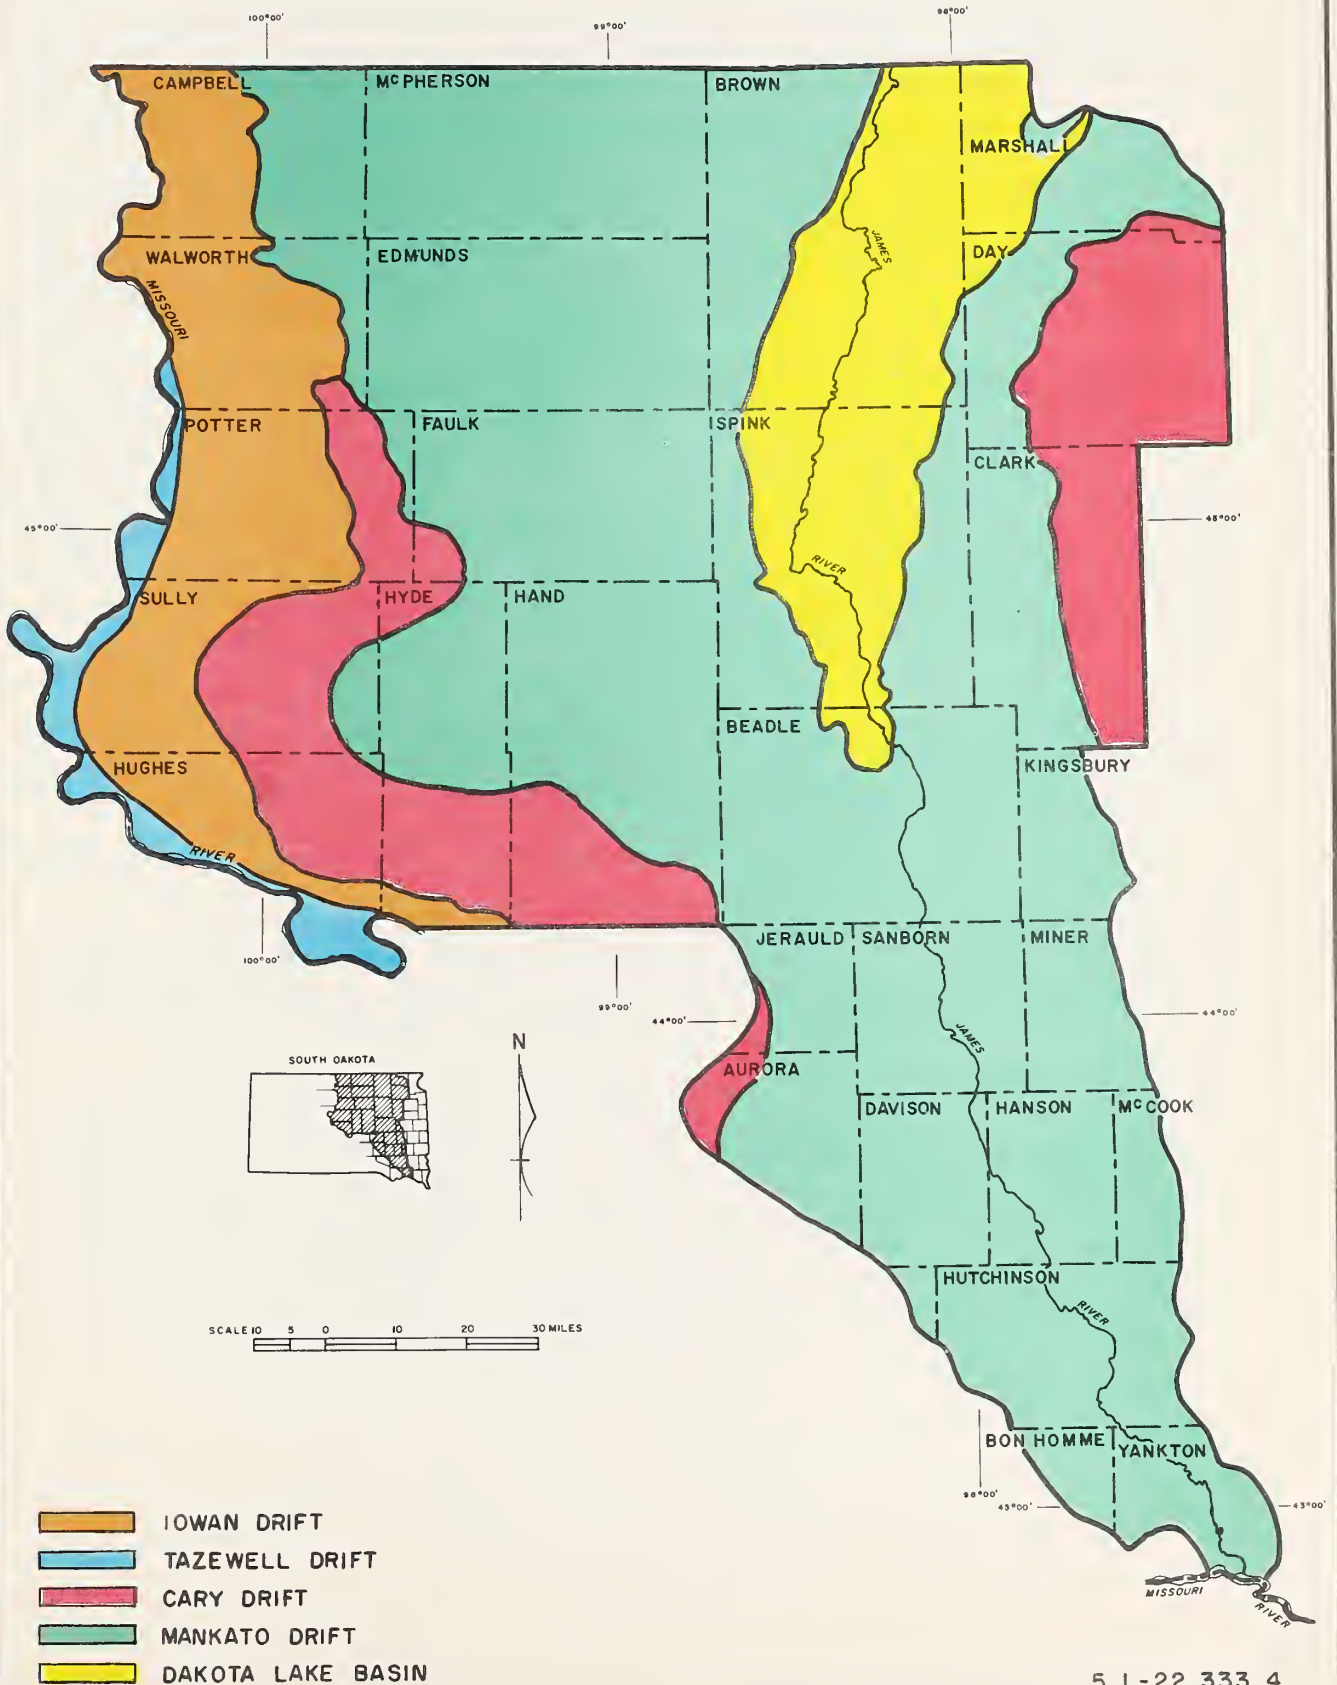 100°00'
99°00'
98°00'
CAMPBELL
McPHERSON
BROWN
MARSHALL
WALWORTH
EDMUNDS
JAMES
DAY
MISSOURI
POTTER
FAULK
SPINK
CLARK
45°00'
45°00'
RIVER
SULLY
HYDE
HAND
BEADLE
HUGHES
KINGSBURY
RIVER
JERAULD
SANBORN
MINER
100°00'
99°00'
44°00'
44°00'
JAMES
N
SOUTH DAKOTA
AURORA
DAVISON
HANSON
McCOOK
HUTCHINSON
RIVER
SCALE 10 5 0 10 20 30 MILES
BON HOMME
YANKTON
98°00'
43°00'
43°00'
MISSOURI
RIVER
IOWAN DRIFT
TAZEWELL DRIFT
CARY DRIFT
MANKATO DRIFT
DAKOTA LAKE BASIN